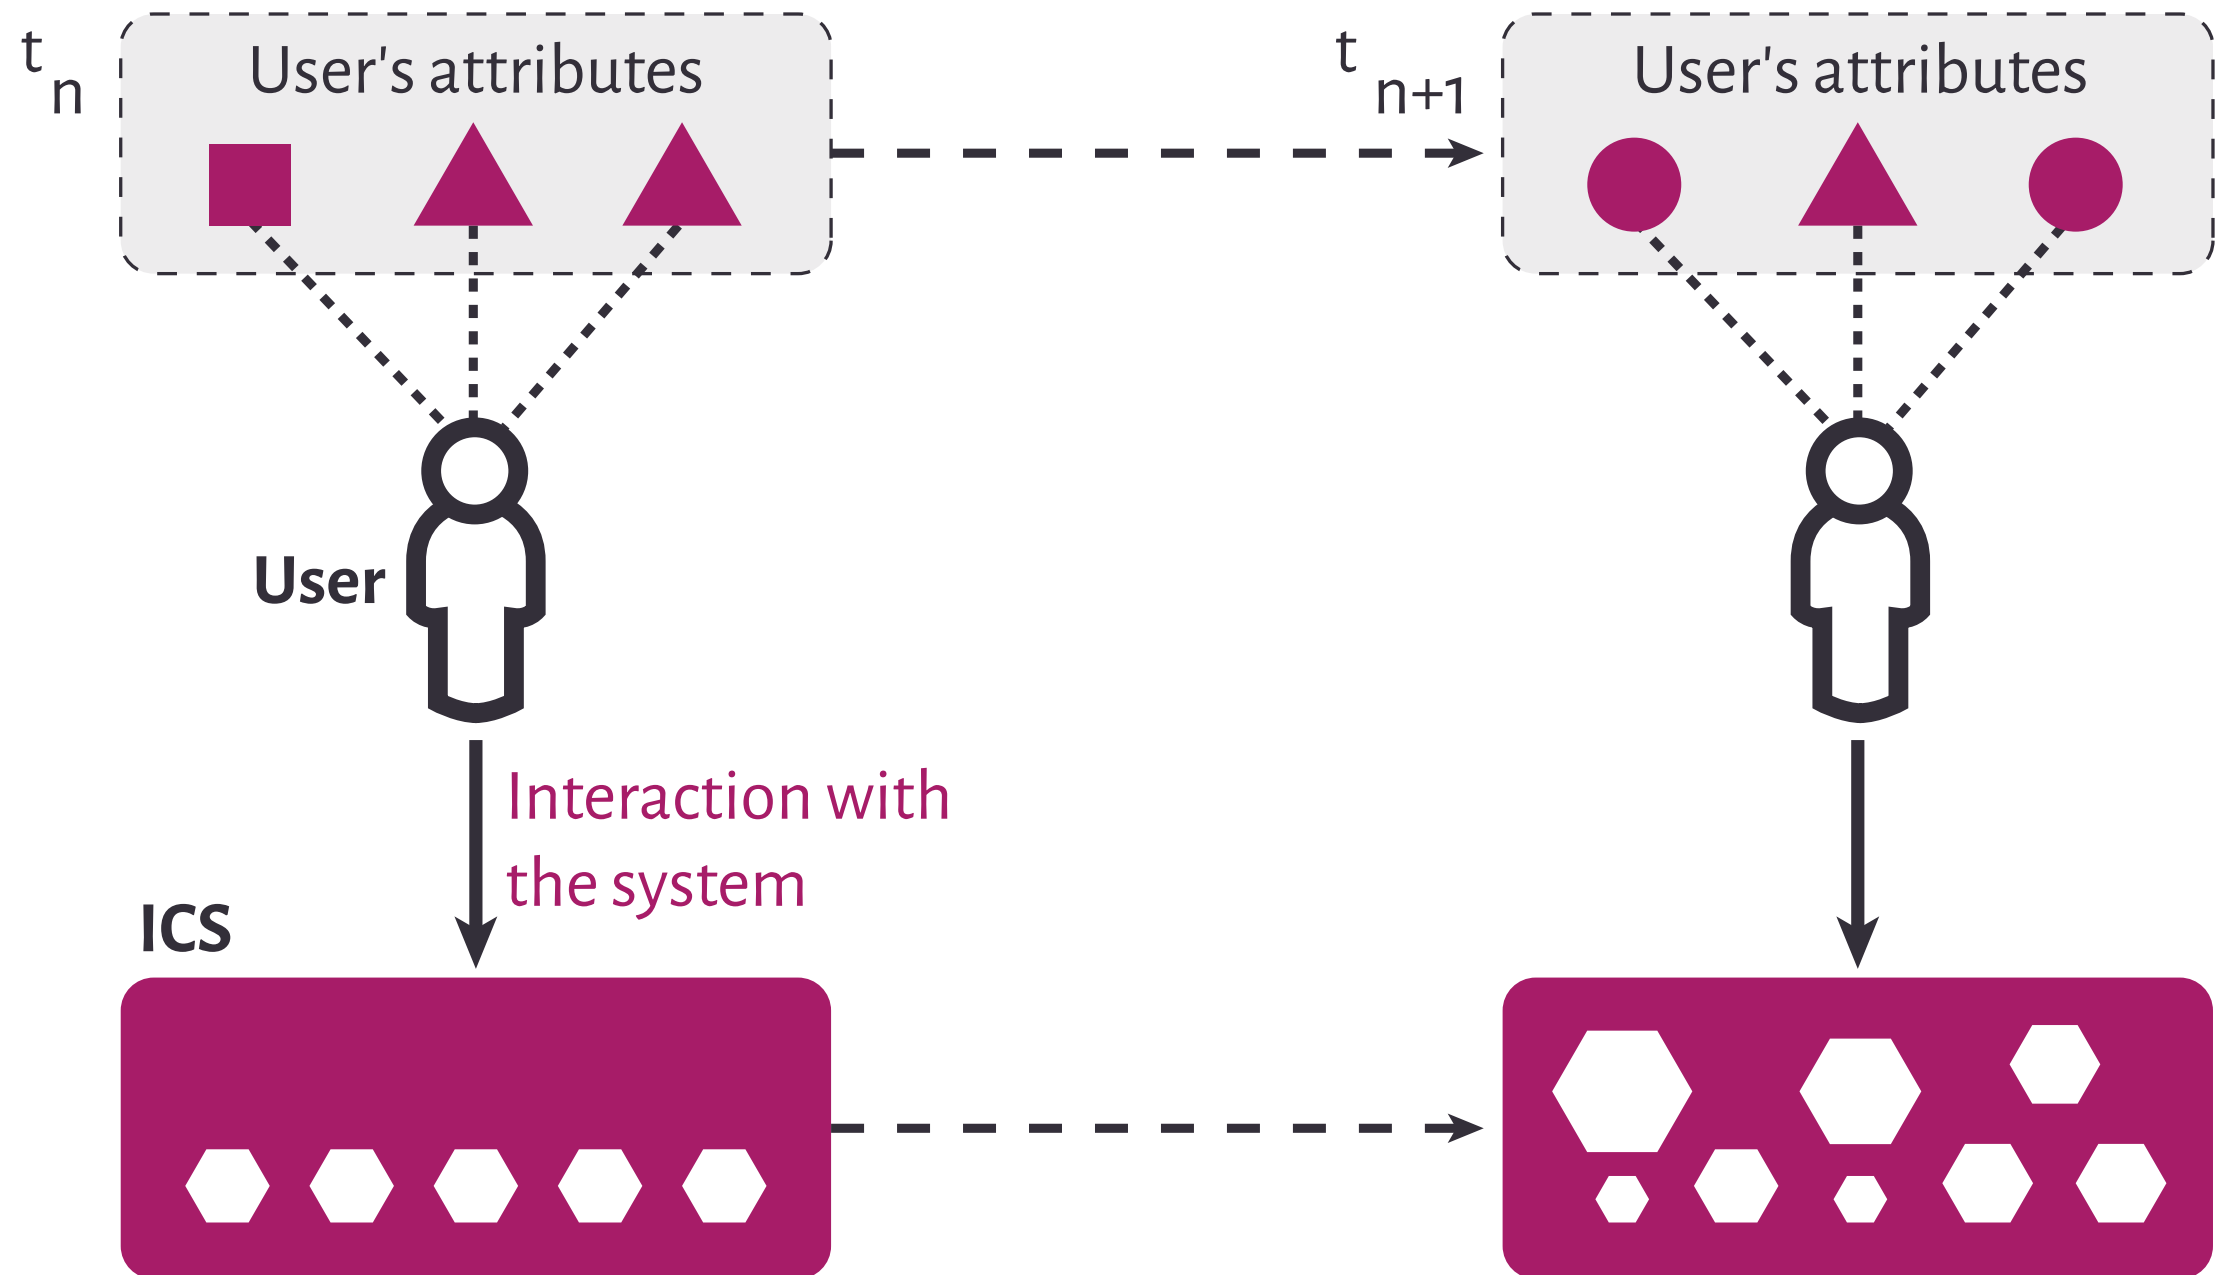 t n
User's attributes
t n+1
User's attributes
User
Interaction with
the system
ICS